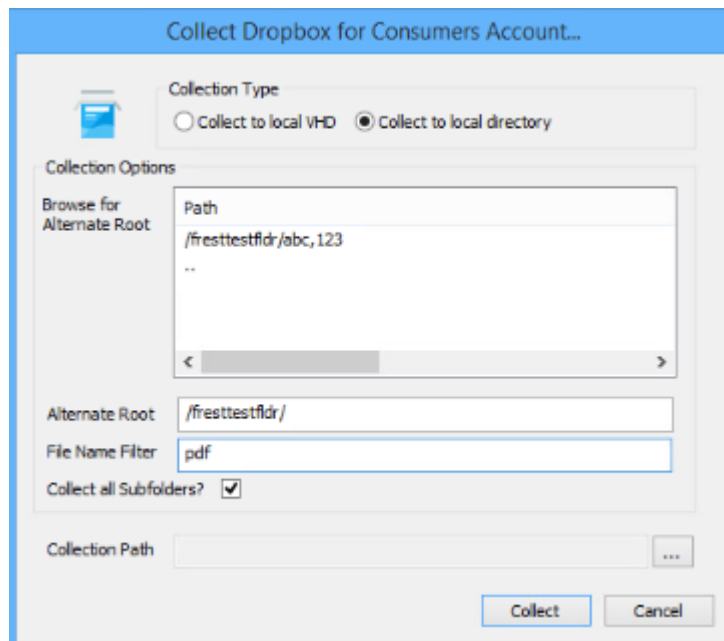 Collect Dropbox for Consumers Account...
Collection Type
Collect to local VHD
Collect to local directory
Collection Options
Browse for
Alternate Root
Path
/fresttestfldr/abc,123
..
Alternate Root
/fresttestfldr/
File Name Filter
pdf
Collect all Subfolders?
Collection Path
...
Collect
Cancel